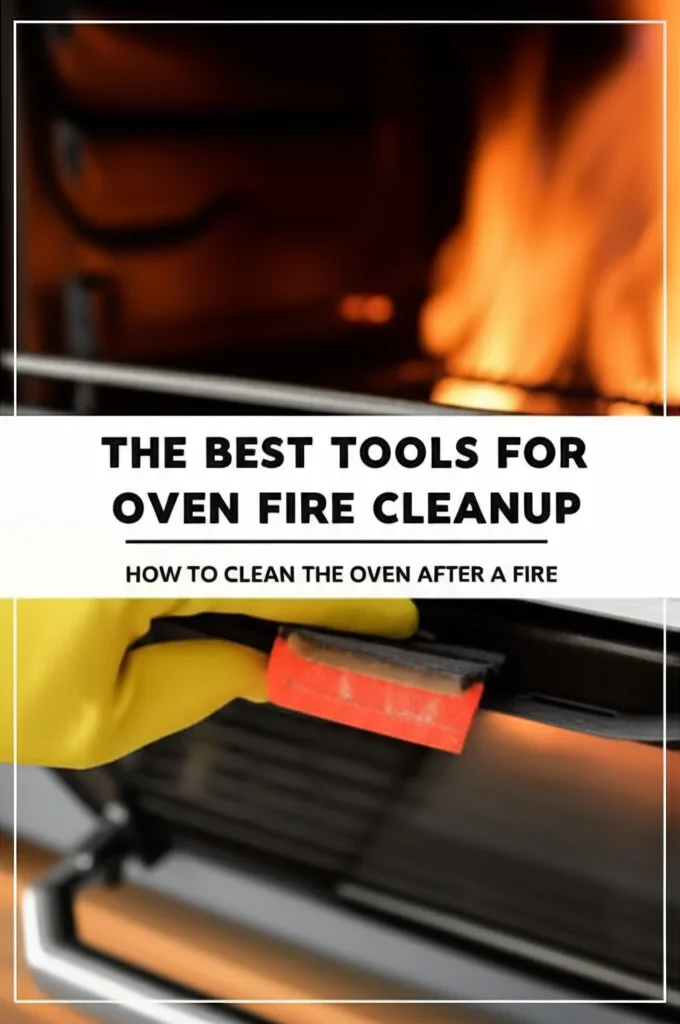 THE BEST TOOLS FOR
OVEN FIRE CLEANUP
HOW TO CLEAN THE OVEN AFTER A FIRE